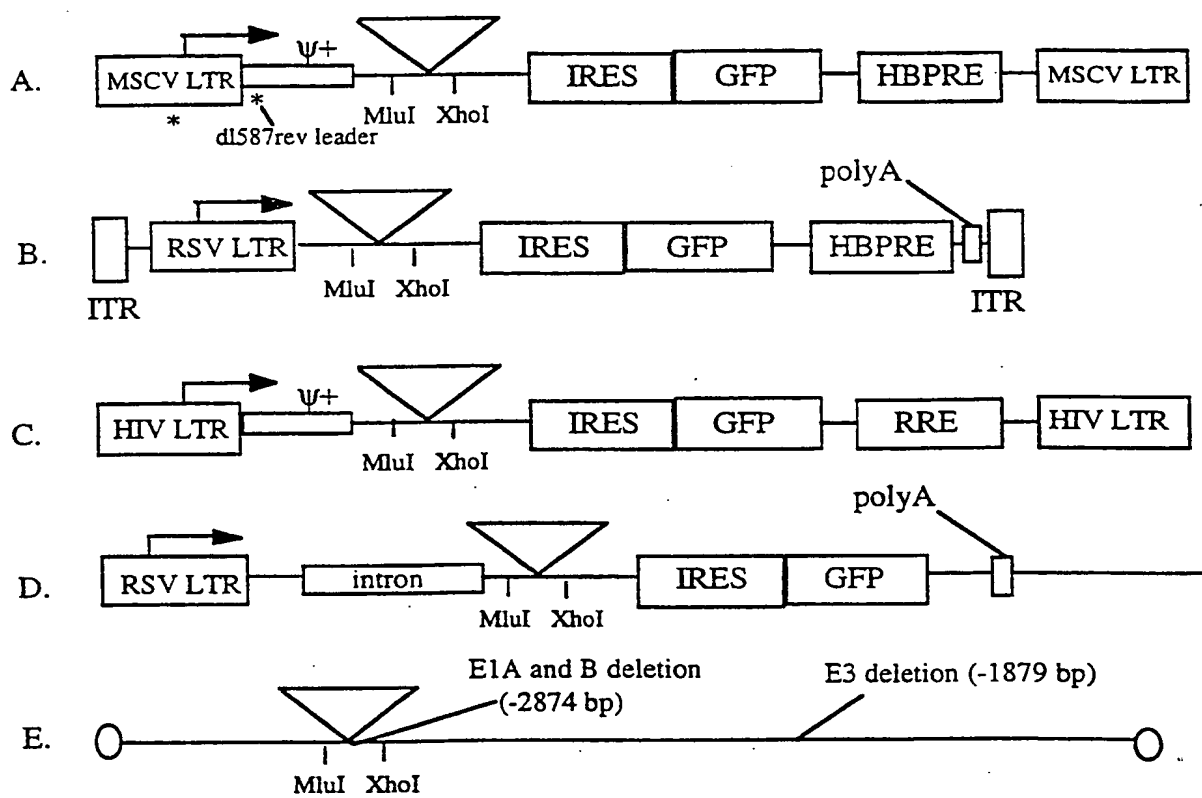 A.
MSCV LTR
ψ+
*
*
dl587rev leader
MluI XhoI
IRES GFP HBPRE MSCV LTR
polyA
B.
ITR
RSV LTR
MluI XhoI
IRES GFP HBPRE
ITR
C.
HIV LTR
ψ+
MluI XhoI
IRES GFP RRE HIV LTR
polyA
D.
RSV LTR intron
MluI XhoI
IRES GFP
E1A and B deletion
(-2874 bp)
E3 deletion (-1879 bp)
E.
MluI XhoI